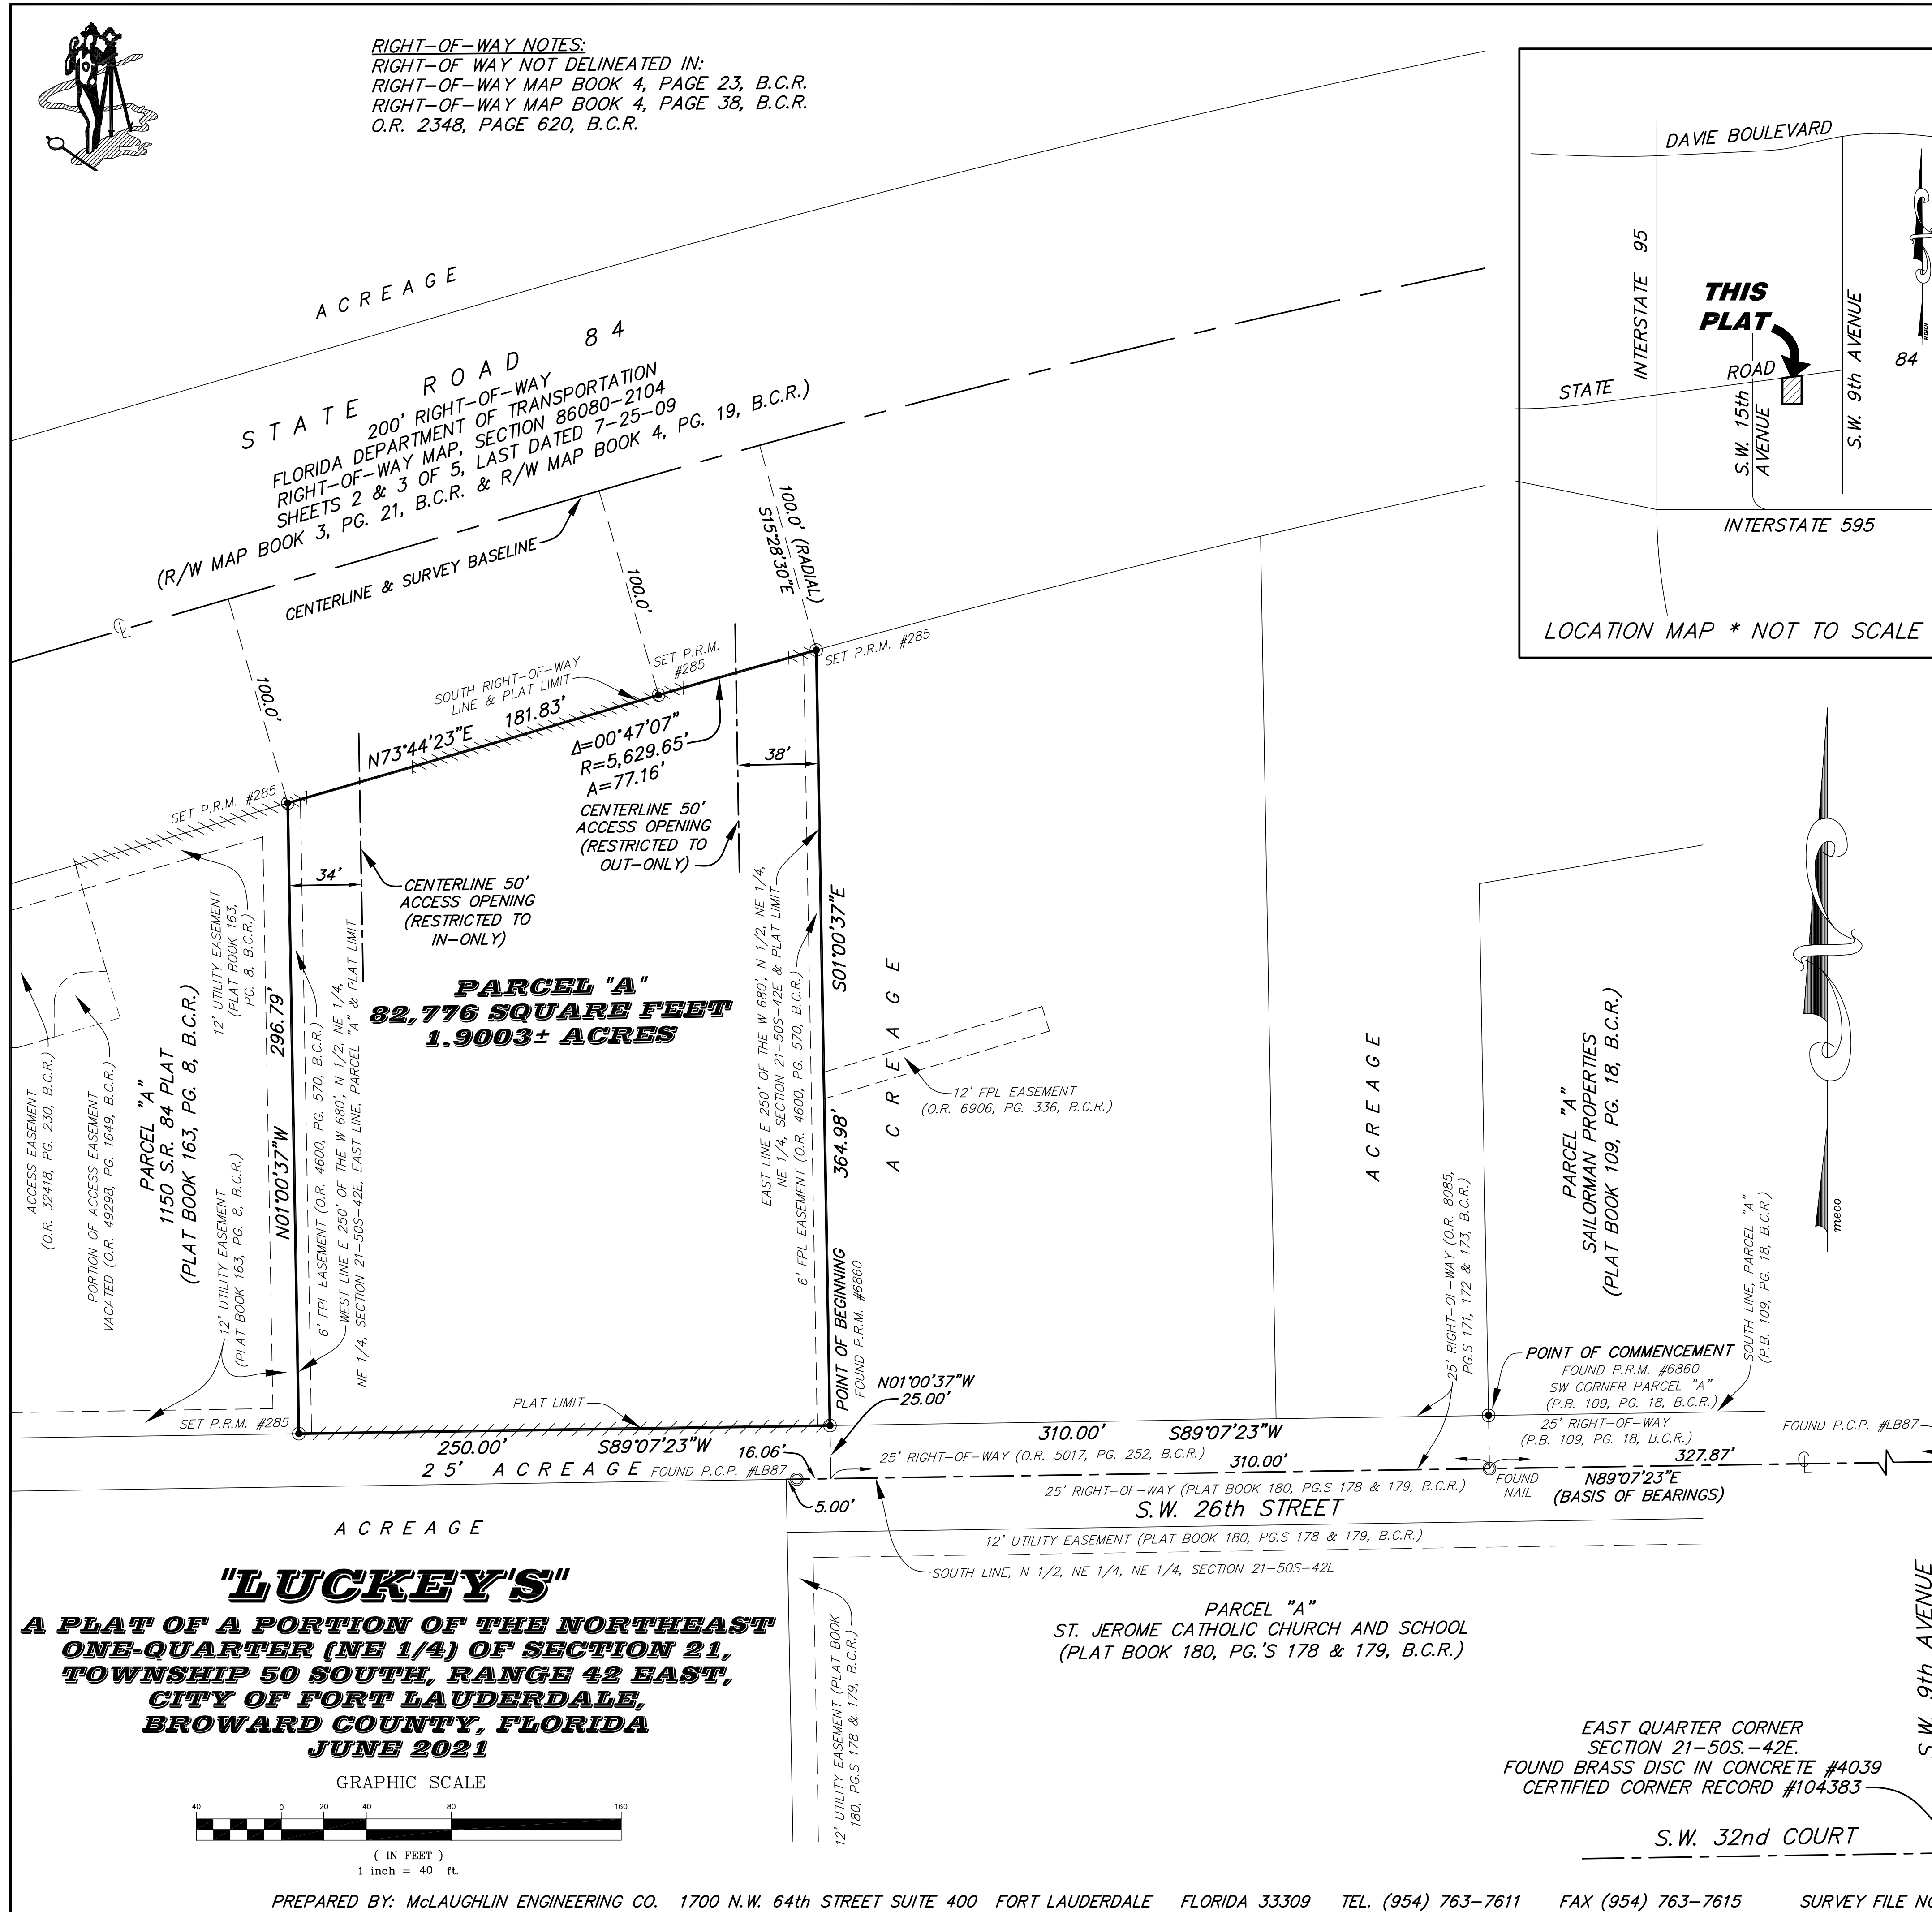 RIGHT-OF-WAY NOTES:
RIGHT-OF WAY NOT DELINEATED IN:
RIGHT-OF-WAY MAP BOOK 4, PAGE 23, B.C.R.
RIGHT-OF-WAY MAP BOOK 4, PAGE 38, B.C.R.
O.R. 2348, PAGE 620, B.C.R.
DAVIE BOULEVARD
INTERSTATE 95
THIS
PLAT
S.W. 9th AVENUE
STATE
ROAD
84
S.W. 15th
AVENUE
INTERSTATE 595
LOCATION MAP * NOT TO SCALE
ACREAGE
STATE ROAD 84
200' RIGHT-OF-WAY
FLORIDA DEPARTMENT OF TRANSPORTATION
RIGHT-OF-WAY MAP, SECTION 86080-2104
SHEETS 2 & 3 OF 5, LAST DATED 7-25-09
(R/W MAP BOOK 3, PG. 21, B.C.R. & R/W MAP BOOK 4, PG. 19, B.C.R.)
CENTERLINE & SURVEY BASELINE
100.0'
100.0'
100.0' (RADIAL)
S15°28'30"E
SET P.R.M. #285
SET P.R.M.
#285
SET P.R.M. #285
SOUTH RIGHT-OF-WAY
LINE & PLAT LIMIT
N73°44'23"E
181.83'
Δ=00°47'07"
R=5,629.65'
A=77.16'
38'
CENTERLINE 50'
ACCESS OPENING
(RESTRICTED TO
OUT-ONLY)
34'
CENTERLINE 50'
ACCESS OPENING
(RESTRICTED TO
IN-ONLY)
PARCEL "A"
82,776 SQUARE FEET
1.9003± ACRES
ACCESS EASEMENT
(O.R. 32418, PG. 230, B.C.R.)
PORTION OF ACCESS EASEMENT
VACATED (O.R. 49298, PG. 1649, B.C.R.)
PARCEL "A"
1150 S.R. 84 PLAT
(PLAT BOOK 163, PG. 8, B.C.R.)
12' UTILITY EASEMENT
(PLAT BOOK 163,
PG. 8, B.C.R.)
12' UTILITY EASEMENT
(PLAT BOOK 163, PG. 8, B.C.R.)
N01°00'37"W
296.79'
6' FPL EASEMENT (O.R. 4600, PG. 570, B.C.R.)
WEST LINE E 250' OF THE W 680', N 1/2, NE 1/4,
NE 1/4, SECTION 21-50S-42E, EAST LINE, PARCEL "A" & PLAT LIMIT
EAST LINE E 250' OF THE W 680', N 1/2, NE 1/4,
NE 1/4, SECTION 21-50S-42E & PLAT LIMIT
6' FPL EASEMENT (O.R. 4600, PG. 570, B.C.R.)
S01°00'37"E
364.98'
POINT OF BEGINNING
FOUND P.R.M. #6860
ACREAGE
12' FPL EASEMENT
(O.R. 6906, PG. 336, B.C.R.)
ACREAGE
PARCEL "A"
SAILORMAN PROPERTIES
(PLAT BOOK 109, PG. 18, B.C.R.)
meco
25' RIGHT-OF-WAY (O.R. 8085,
PG.S 171, 172 & 173, B.C.R.)
SOUTH LINE, PARCEL "A"
(P.B. 109, PG. 18, B.C.R.)
POINT OF COMMENCEMENT
FOUND P.R.M. #6860
SW CORNER PARCEL "A"
(P.B. 109, PG. 18, B.C.R.)
25' RIGHT-OF-WAY
(P.B. 109, PG. 18, B.C.R.)
FOUND P.C.P. #LB87
N01°00'37"W
25.00'
SET P.R.M. #285
PLAT LIMIT
250.00'
S89°07'23"W
310.00'
S89°07'23"W
16.06'
25' ACREAGE
FOUND P.C.P. #LB87
25' RIGHT-OF-WAY (O.R. 5017, PG. 252, B.C.R.)
310.00'
327.87'
FOUND
NAIL
N89°07'23"E
(BASIS OF BEARINGS)
5.00'
25' RIGHT-OF-WAY (PLAT BOOK 180, PG.S 178 & 179, B.C.R.)
S.W. 26th STREET
12' UTILITY EASEMENT (PLAT BOOK 180, PG.S 178 & 179, B.C.R.)
SOUTH LINE, N 1/2, NE 1/4, NE 1/4, SECTION 21-50S-42E
ACREAGE
PARCEL "A"
ST. JEROME CATHOLIC CHURCH AND SCHOOL
(PLAT BOOK 180, PG.'S 178 & 179, B.C.R.)
12' UTILITY EASEMENT (PLAT BOOK
180, PG.S 178 & 179, B.C.R.)
"LUCKEY'S"
A PLAT OF A PORTION OF THE NORTHEAST
ONE-QUARTER (NE 1/4) OF SECTION 21,
TOWNSHIP 50 SOUTH, RANGE 42 EAST,
CITY OF FORT LAUDERDALE,
BROWARD COUNTY, FLORIDA
JUNE 2021
GRAPHIC SCALE
40 0 20 40 80 160
( IN FEET )
1 inch = 40 ft.
S.W. 9th AVENUE
EAST QUARTER CORNER
SECTION 21-50S.-42E.
FOUND BRASS DISC IN CONCRETE #4039
CERTIFIED CORNER RECORD #104383
S.W. 32nd COURT
PREPARED BY: McLAUGHLIN ENGINEERING CO. 1700 N.W. 64th STREET SUITE 400 FORT LAUDERDALE FLORIDA 33309 TEL. (954) 763-7611 FAX (954) 763-7615 SURVEY FILE NO